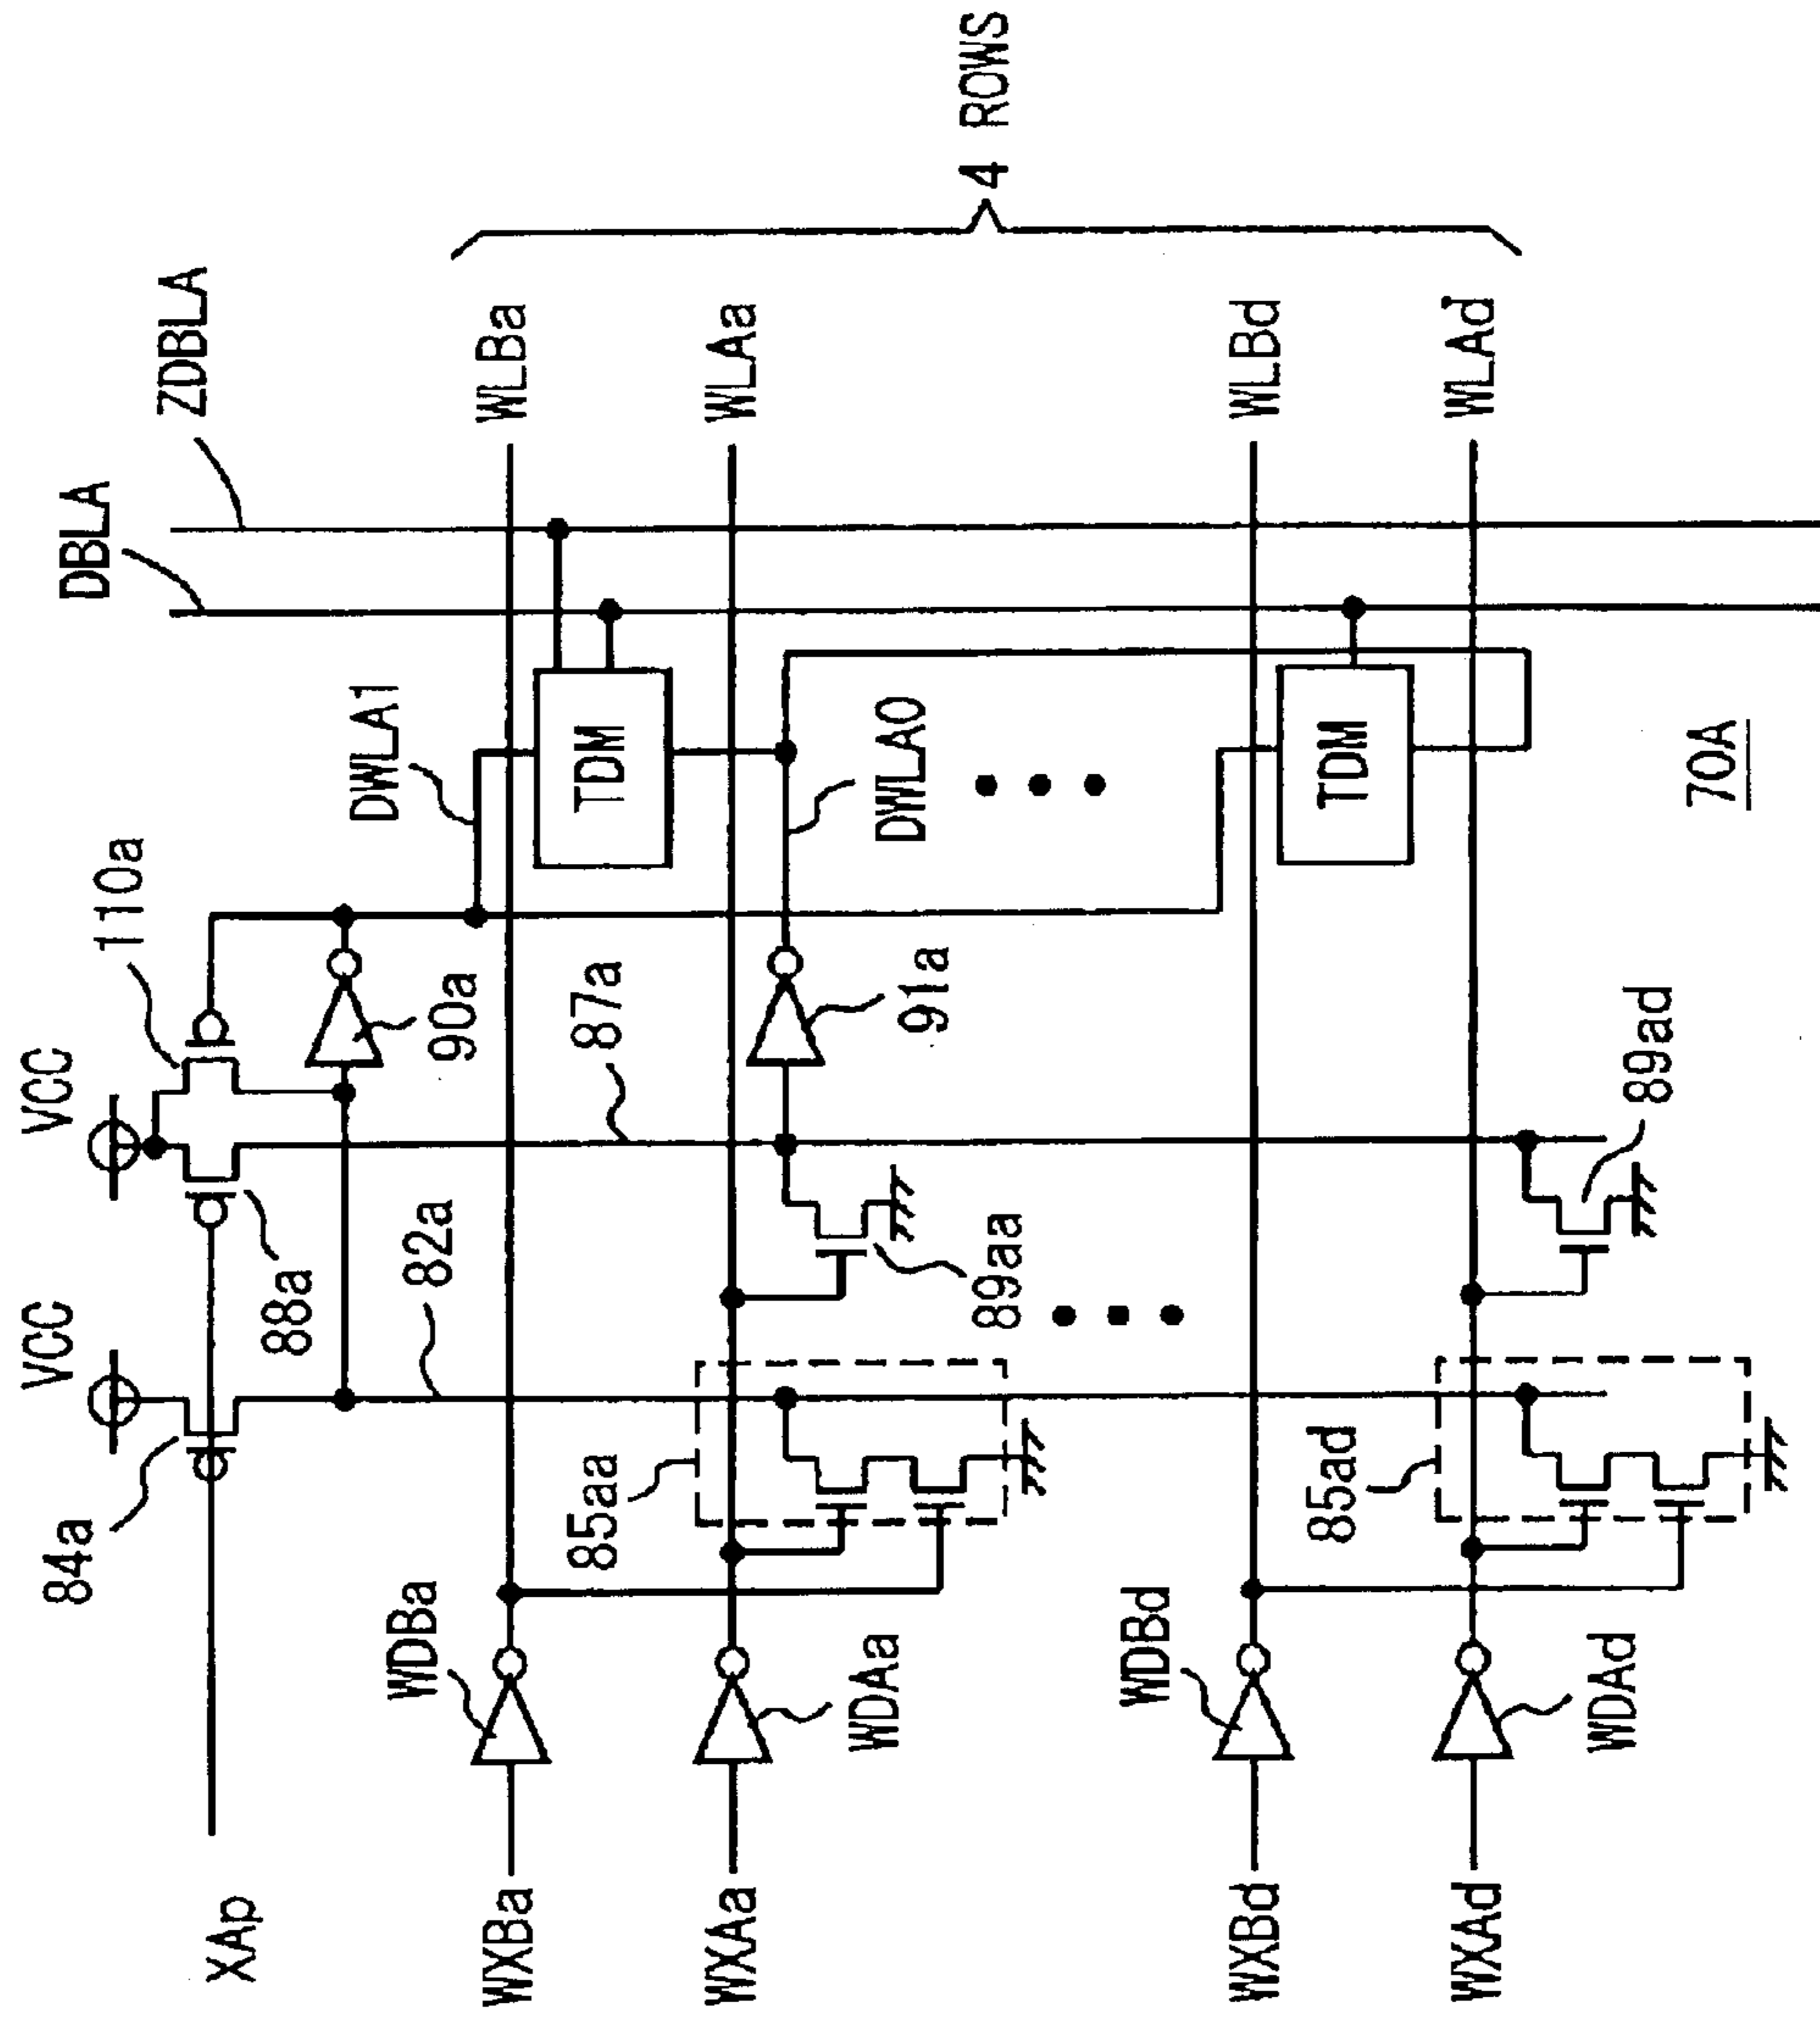 XAp
84a
VCC
88a
VCC
110a
DBLA
ZDBLA
82a
90a
87a
DWLA1
WXBa
WDBa
TDM
WLBa
WXAa
WDAa
85aa
89aa
91a
DWLA0
WLAa
4 ROWS
WXBd
WDBd
TDM
WLBd
WXAd
WDAd
85ad
89ad
WLAd
70A